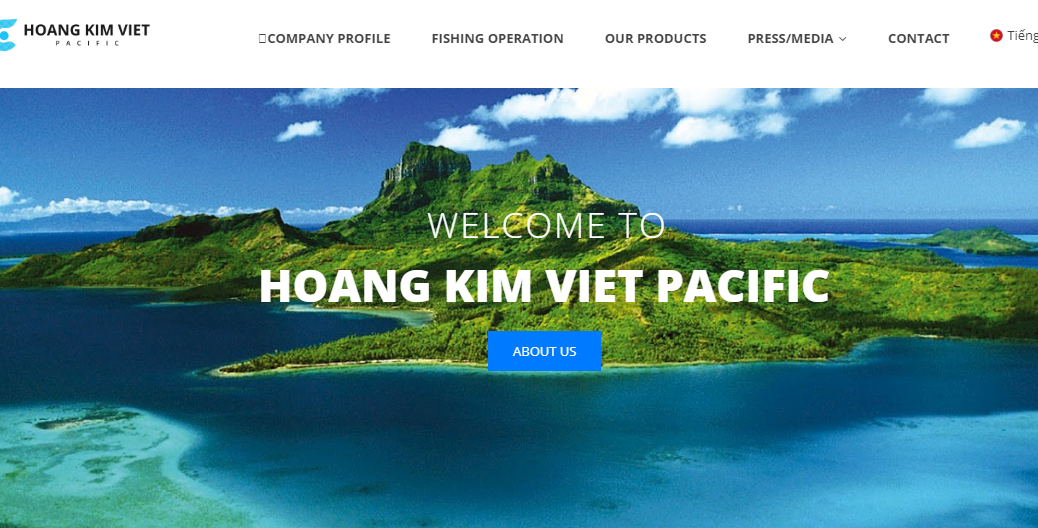 HOANG KIM VIET
PACIFIC
COMPANY PROFILE
FISHING OPERATION
OUR PRODUCTS
PRESS/MEDIA
CONTACT
Tiếng
WELCOME TO
HOANG KIM VIET PACIFIC
ABOUT US